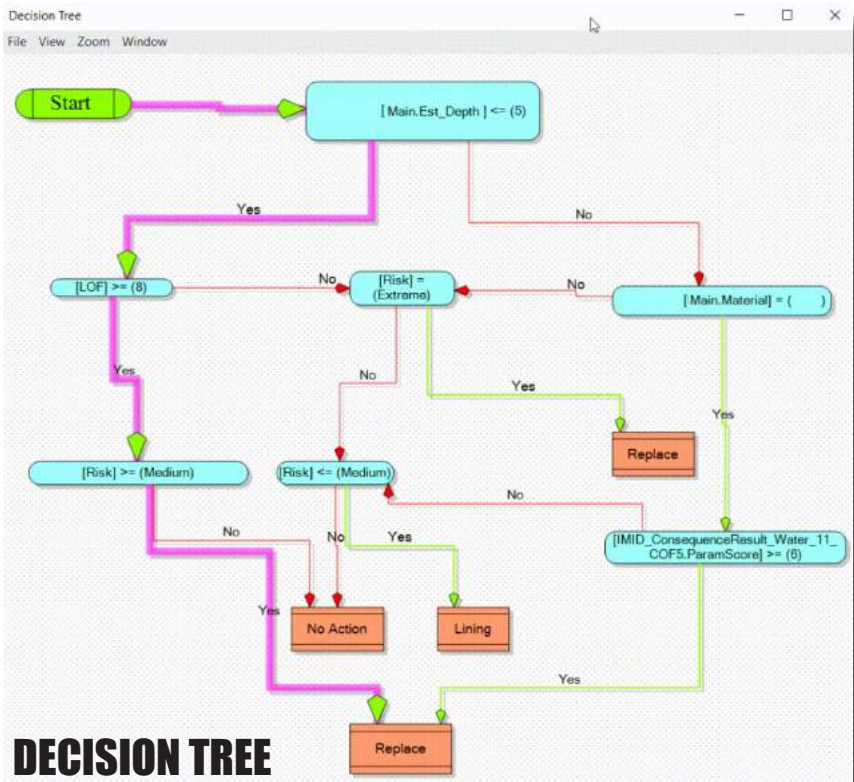 Decision Tree
File View Zoom Window
Start
[ Main.Est_Depth ] <= (5)
Yes
No
[LOF] >= (8)
No
[Risk] =
(Extreme)
No
[ Main.Material] = ( )
Yes
No
Yes
Yes
Replace
[Risk] >= (Medium)
[Risk] <= (Medium)
No
No
No
Yes
[IMID_ConsequenceResult_Water_11_
COF5.ParamScore] >= (6)
Yes
No Action
Lining
Yes
Replace
DECISION TREE